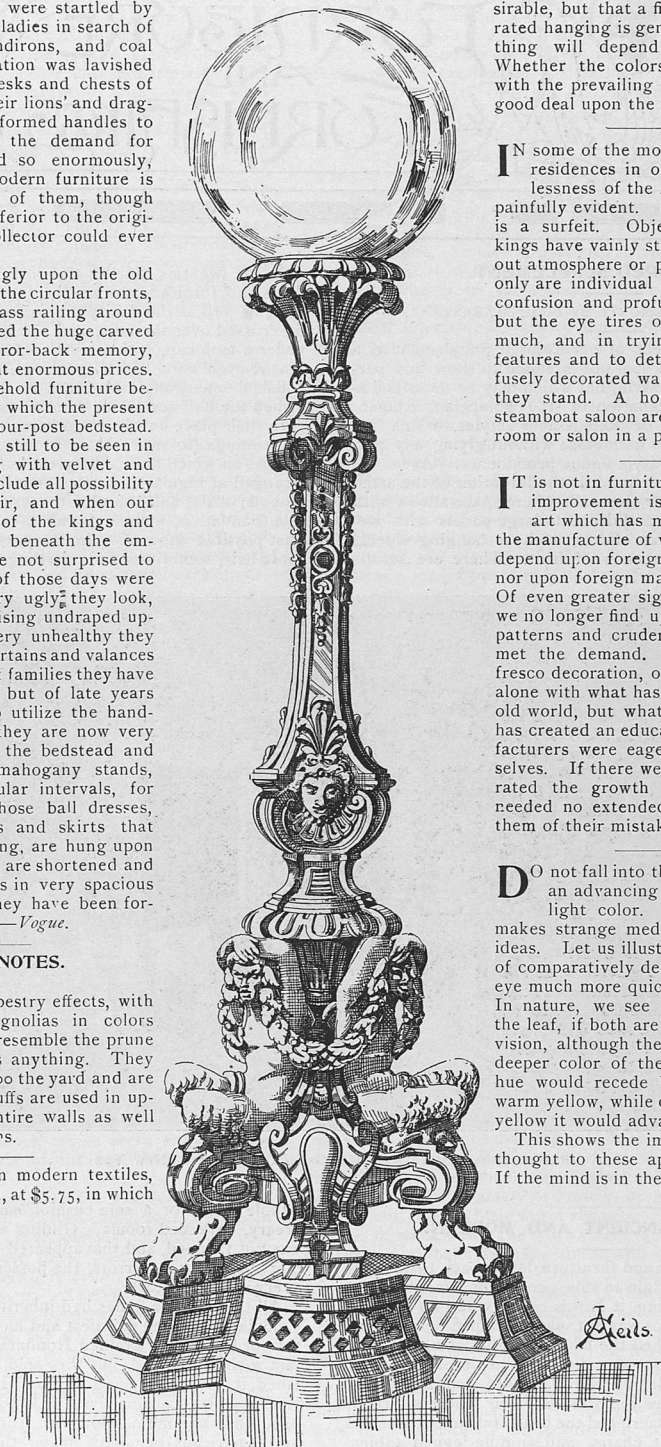 were startled by
ladies in search of
ndirons, and coal
ation was lavished
esks and chests of
eir lions' and drag-
formed handles to
the demand for
d so enormously,
odern furniture is
of them, though
ferior to the origi-
ollector could ever
gly upon the old
the circular fronts,
ass railing around
ed the huge carved
ror-back memory,
at enormous prices.
ehold furniture be-
which the present
our-post bedstead.
still to be seen in
g with velvet and
clude all possibility
ir, and when our
of the kings and
beneath the em-
e not surprised to
of those days were
ry ugly they look,
ising undraped up-
ery unhealthy they
rtains and valances
t families they have
but of late years
o utilize the hand-
they are now very
the bedstead and
mahogany stands,
ular intervals, for
hose ball dresses,
s and skirts that
ng, are hung upon
are shortened and
s in very spacious
hey have been for-
—Vogue.
NOTES.
pestry effects, with
gnolias in colors
resemble the prune
s anything. They
oo the yard and are
uffs are used in up-
ntire walls as well
ns.
n modern textiles,
, at $5.75, in which
sirable, but that a fi
rated hanging is gen
thing will depend
Whether the colors
with the prevailing
good deal upon the
IN some of the mo
residences in o
lessness of the
painfully evident.
is a surfeit. Obje
kings have vainly st
out atmosphere or p
only are individual
confusion and profu
but the eye tires o
much, and in tryin
features and to det
fusely decorated wa
they stand. A ho
steamboat saloon are
room or salon in a p
IT is not in furnitu
improvement is
art which has m
the manufacture of w
depend upon foreign
nor upon foreign ma
Of even greater sig
we no longer find u
patterns and cruder
met the demand.
fresco decoration, o
alone with what has
old world, but what
has created an educa
facturers were eage
selves. If there we
rated the growth
needed no extended
them of their mistak
DO not fall into th
an advancing
light color.
makes strange med
ideas. Let us illust
of comparatively de
eye much more quic
In nature, we see
the leaf, if both are
vision, although the
deeper color of the
hue would recede
warm yellow, while o
yellow it would adva
This shows the im
thought to these ap
If the mind is in the
Geils.